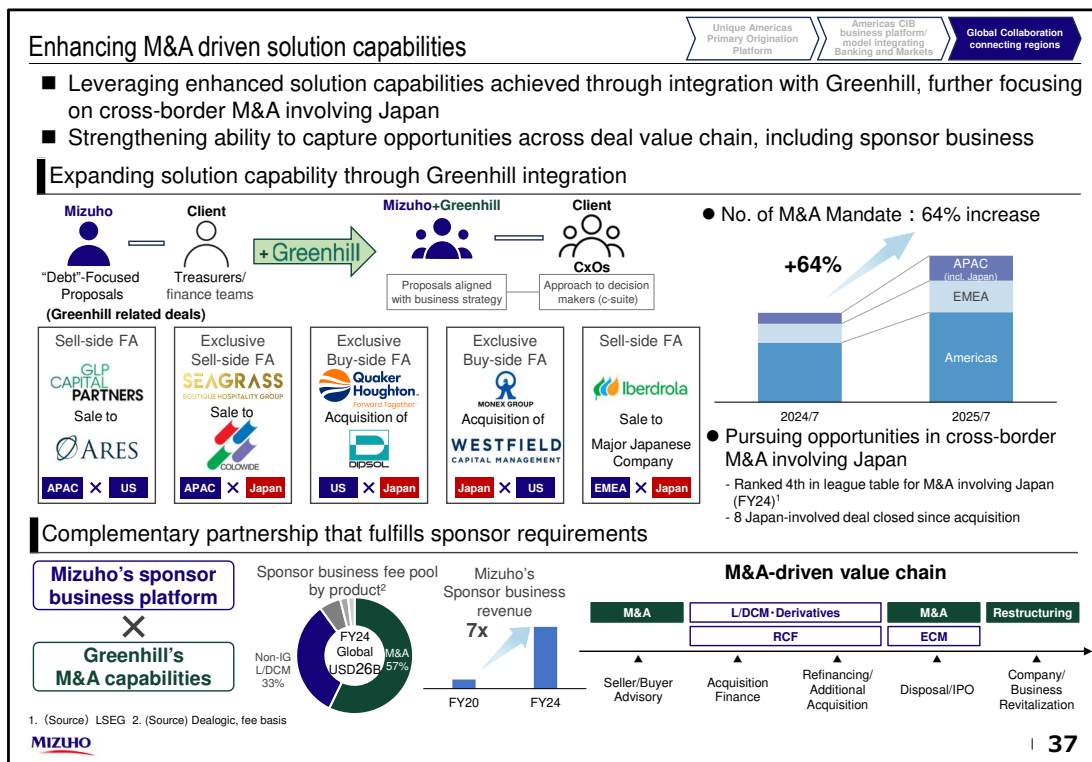 Enhancing M&A driven solution capabilities
Unique Americas
Primary Origination
Platform
Americas CIB
business platform/
model integrating
Banking and Markets
Global Collaboration
connecting regions
■ Leveraging enhanced solution capabilities achieved through integration with Greenhill, further focusing
on cross-border M&A involving Japan
■ Strengthening ability to capture opportunities across deal value chain, including sponsor business
Expanding solution capability through Greenhill integration
Mizuho
Client
"Debt"-Focused
Proposals
Treasurers/
finance teams
+Greenhill
Mizuho+Greenhill
Client
CxOs
Proposals aligned
with business strategy
Approach to decision
makers (c-suite)
(Greenhill related deals)
Sell-side FA
GLP
CAPITAL
PARTNERS
Sale to
ARES
APAC × US
Exclusive
Sell-side FA
SEAGRASS
BOUTIQUE HOSPITALITY GROUP
Sale to
COLOWIDE
APAC × Japan
Exclusive
Buy-side FA
Quaker
Houghton™
Forward Together™
Acquisition of
DIPSOL
US × Japan
Exclusive
Buy-side FA
MONEX GROUP
Acquisition of
WESTFIELD
CAPITAL MANAGEMENT
Japan × US
Sell-side FA
Iberdrola
Sale to
Major Japanese
Company
EMEA × Japan
● No. of M&A Mandate：64% increase
+64%
APAC
(incl. Japan)
EMEA
Americas
2024/7
2025/7
● Pursuing opportunities in cross-border
M&A involving Japan
- Ranked 4th in league table for M&A involving Japan
(FY24)1
- 8 Japan-involved deal closed since acquisition
Complementary partnership that fulfills sponsor requirements
Mizuho's sponsor
business platform
×
Greenhill's
M&A capabilities
Sponsor business fee pool
by product2
FY24
Global
USD26B
M&A
57%
Non-IG
L/DCM
33%
Mizuho's
Sponsor business
revenue
7x
FY20
FY24
M&A-driven value chain
M&A
L/DCM･Derivatives
M&A
Restructuring
RCF
ECM
Seller/Buyer
Advisory
Acquisition
Finance
Refinancing/
Additional
Acquisition
Disposal/IPO
Company/
Business
Revitalization
1.（Source）LSEG 2. (Source) Dealogic, fee basis
MIZUHO
37